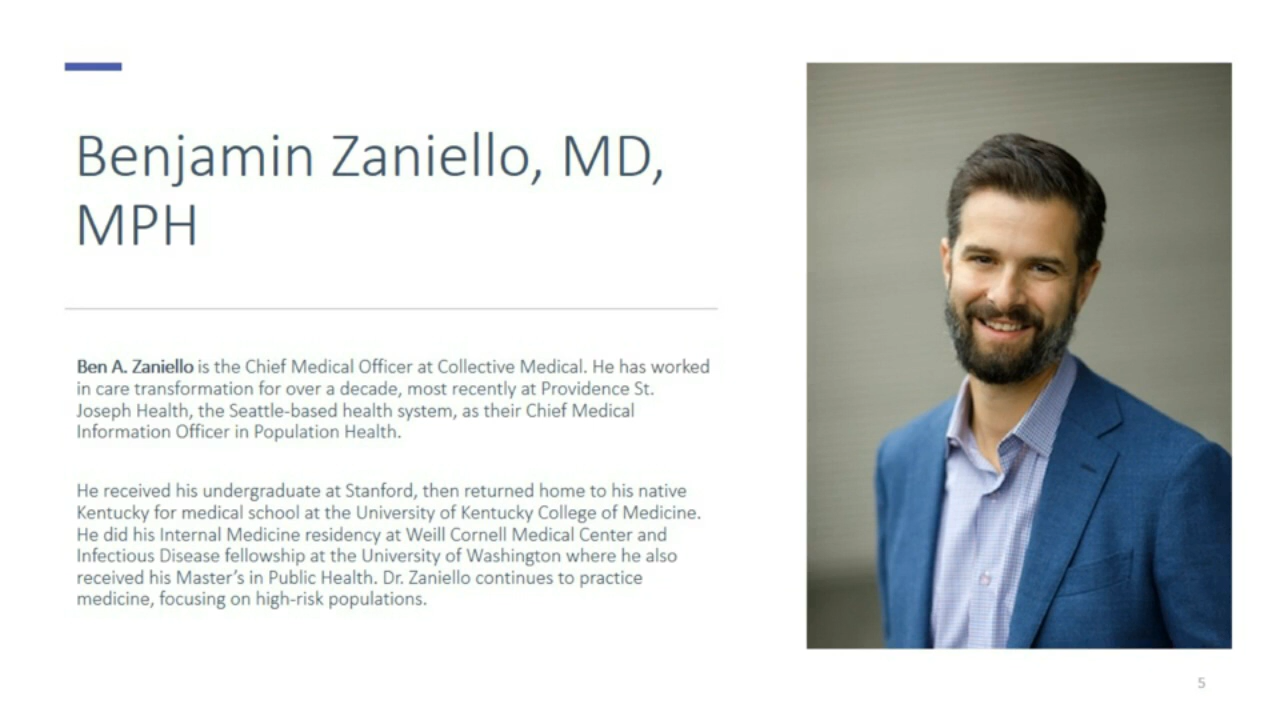 Benjamin Zaniello, MD,
MPH
Ben A. Zaniello is the Chief Medical Officer at Collective Medical. He has worked
in care transformation for over a decade, most recently at Providence St.
Joseph Health, the Seattle-based health system, as their Chief Medical
Information Officer in Population Health.
He received his undergraduate at Stanford, then returned home to his native
Kentucky for medical school at the University of Kentucky College of Medicine.
He did his Internal Medicine residency at Weill Cornell Medical Center and
Infectious Disease fellowship at the University of Washington where he also
received his Master’s in Public Health. Dr. Zaniello continues to practice
medicine, focusing on high-risk populations.
5